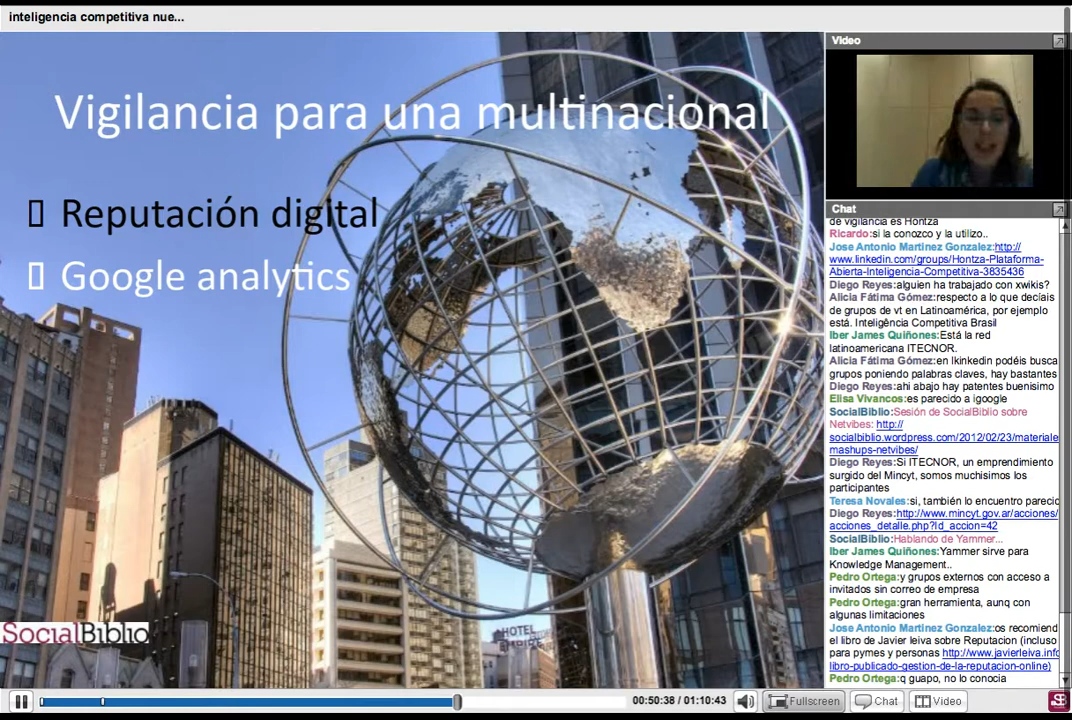 inteligencia competitiva nue...
Vigilancia para una multinacional
Reputación digital
Google analytics
HOTEL
EMPIRE
SocialBiblio
Video
Chat
de vigilancia es Hontza
Ricardo:si la conozco y la utilizo..
Jose Antonio Martinez Gonzalez:http://
www.linkedin.com/groups/Hontza-Plataforma-
Abierta-Inteligencia-Competitiva-3835436
Diego Reyes:alguien ha trabajado con xwikis?
Alicia Fátima Gómez:respecto a lo que decíais
de grupos de vt en Latinoamérica, por ejemplo
está. Inteligência Competitiva Brasil
Iber James Quiñones:Está la red
latinoamericana ITECNOR.
Alicia Fátima Gómez:en lkinkedin podéis busca
grupos poniendo palabras claves, hay bastantes
Diego Reyes:ahi abajo hay patentes buenisimo
Elisa Vivancos:es parecido a igoogle
SocialBiblio:Sesión de SocialBiblio sobre
Netvibes: http://
socialbiblio.wordpress.com/2012/02/23/materiale
mashups-netvibes/
Diego Reyes:Si ITECNOR, un emprendimiento
surgido del Mincyt, somos muchisimos los
participantes
Teresa Novales:si, también lo encuentro parecid
Diego Reyes:http://www.mincyt.gov.ar/acciones/
acciones_detalle.php?Id_accion=42
SocialBiblio:Hablando de Yammer...
Iber James Quiñones:Yammer sirve para
Knowledge Management..
Pedro Ortega:y grupos externos con acceso a
invitados sin correo de empresa
Pedro Ortega:gran herramienta, aunq con
algunas limitaciones
Jose Antonio Martinez Gonzalez:os recomiend
el libro de Javier leiva sobre Reputacion (incluso
para pymes y personas http://www.javierleiva.info
libro-publicado-gestion-de-la-reputacion-online)
Pedro Ortega:q guapo, no lo conocia
00:50:38 / 01:10:43
Fullscreen
Chat
Video
SB